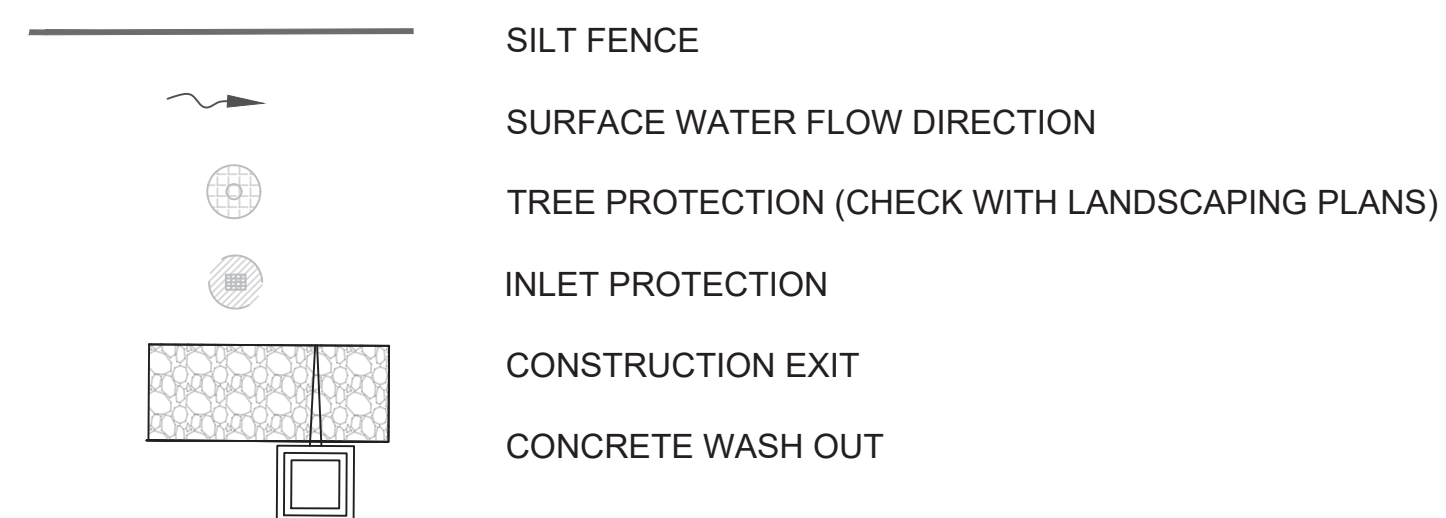 SILT FENCE
SURFACE WATER FLOW DIRECTION
TREE PROTECTION (CHECK WITH LANDSCAPING PLANS)
INLET PROTECTION
CONSTRUCTION EXIT
CONCRETE WASH OUT